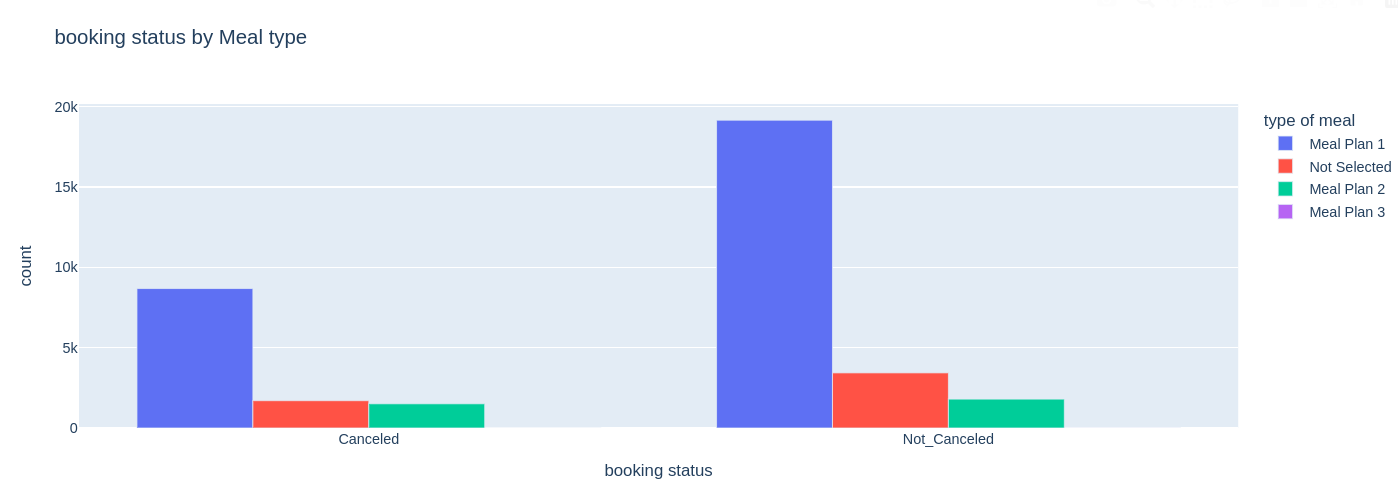 booking status by Meal type
20k
15k
10k
5k
0
count
Canceled
Not_Canceled
booking status
type of meal
Meal Plan 1
Not Selected
Meal Plan 2
Meal Plan 3